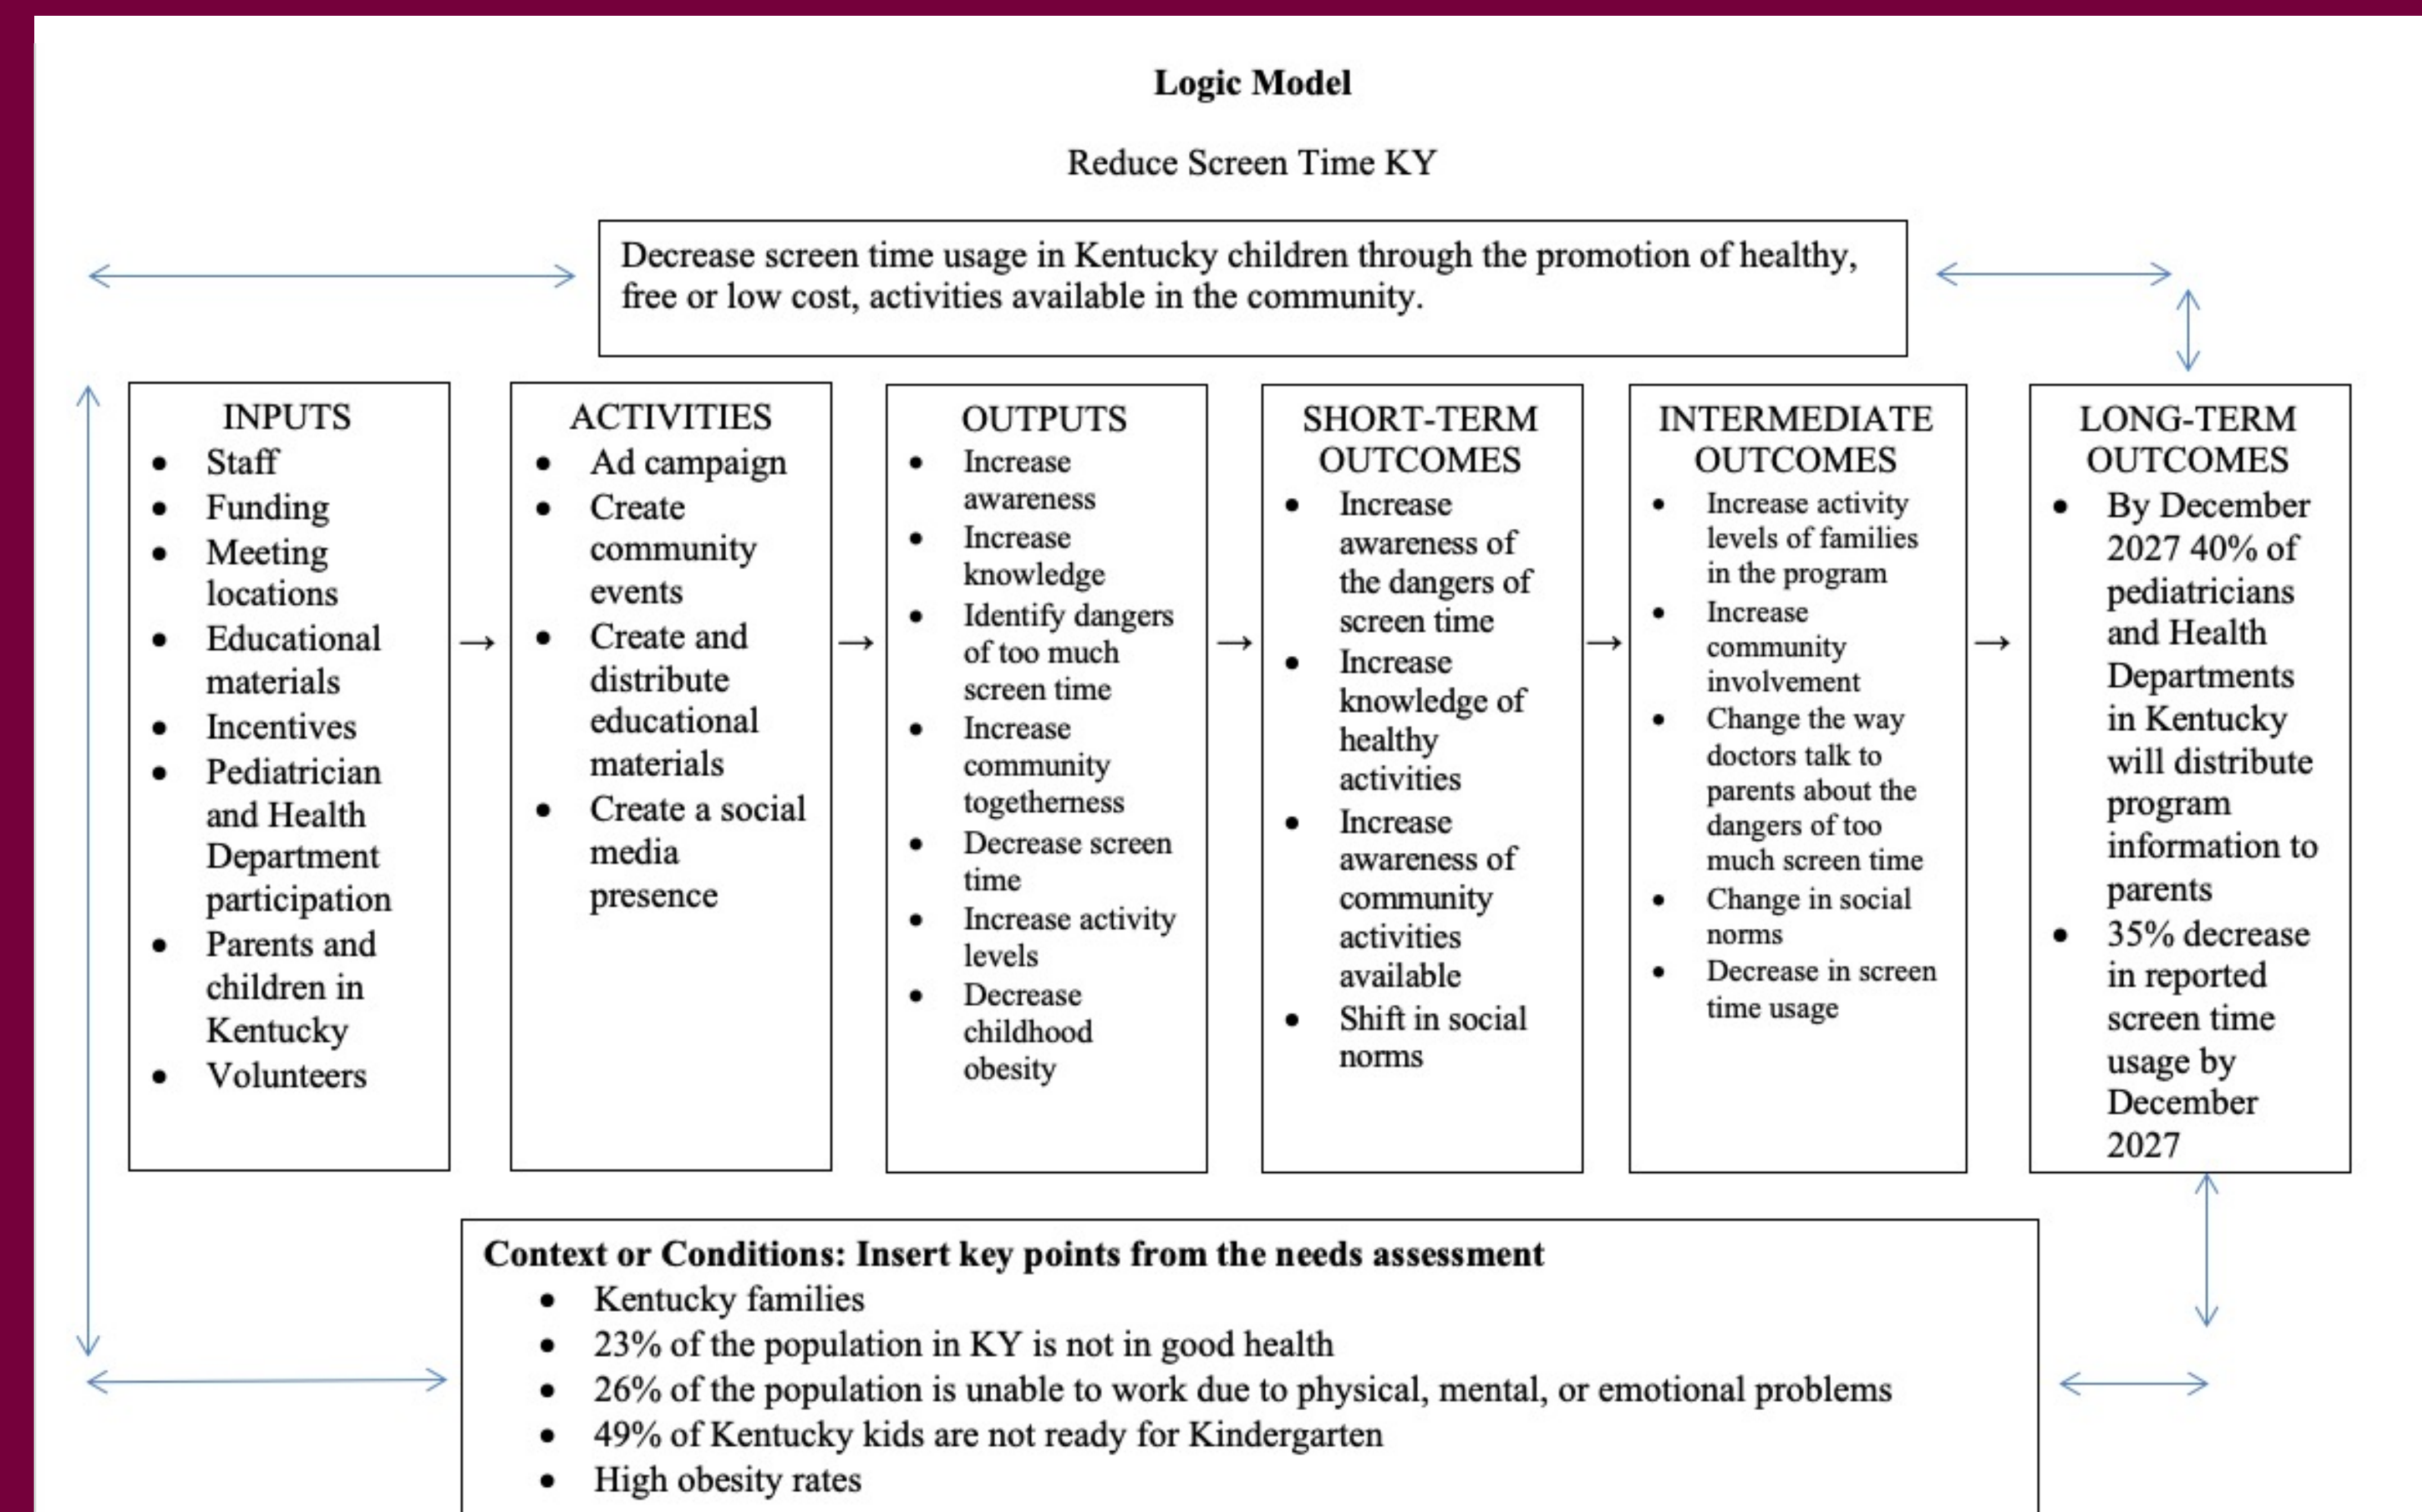 Logic Model
Reduce Screen Time KY
Decrease screen time usage in Kentucky children through the promotion of healthy,
free or low cost, activities available in the community.
INPUTS
• Staff
• Funding
• Meeting
locations
• Educational
materials
• Incentives
• Pediatrician
and Health
Department
participation
• Parents and
children in
Kentucky
• Volunteers
→
ACTIVITIES
• Ad campaign
• Create
community
events
• Create and
distribute
educational
materials
• Create a social
media
presence
→
OUTPUTS
• Increase
awareness
• Increase
knowledge
• Identify dangers
of too much
screen time
• Increase
community
togetherness
• Decrease screen
time
• Increase activity
levels
• Decrease
childhood
obesity
→
SHORT-TERM
OUTCOMES
• Increase
awareness of
the dangers of
screen time
• Increase
knowledge of
healthy
activities
• Increase
awareness of
community
activities
available
• Shift in social
norms
→
INTERMEDIATE
OUTCOMES
• Increase activity
levels of families
in the program
• Increase
community
involvement
• Change the way
doctors talk to
parents about the
dangers of too
much screen time
• Change in social
norms
• Decrease in screen
time usage
→
LONG-TERM
OUTCOMES
• By December
2027 40% of
pediatricians
and Health
Departments
in Kentucky
will distribute
program
information to
parents
• 35% decrease
in reported
screen time
usage by
December
2027
Context or Conditions: Insert key points from the needs assessment
• Kentucky families
• 23% of the population in KY is not in good health
• 26% of the population is unable to work due to physical, mental, or emotional problems
• 49% of Kentucky kids are not ready for Kindergarten
• High obesity rates